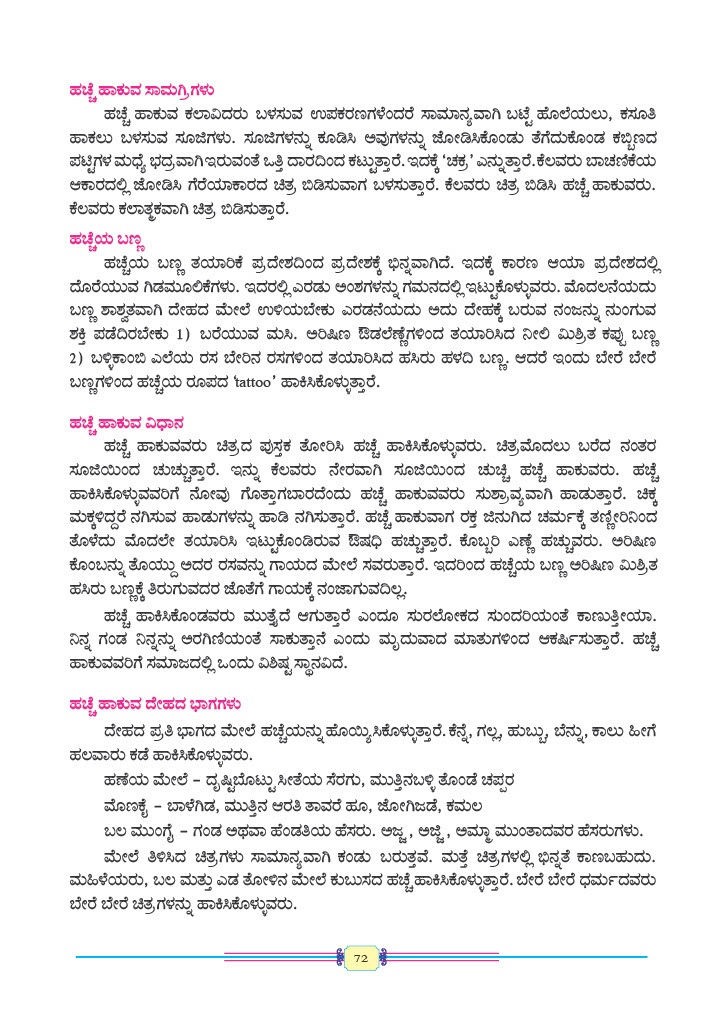 ಹಚ್ಚೆ ಹಾಕುವ ಸಾಮಗ್ರಿಗಳು
ಹಚ್ಚೆ ಹಾಕುವ ಕಲಾವಿದರು ಬಳಸುವ ಉಪಕರಣಗಳೆಂದರೆ ಸಾಮಾನ್ಯವಾಗಿ ಬಟ್ಟೆ ಹೊಲೆಯಲು, ಕಸೂತಿ
ಹಾಕಲು ಬಳಸುವ ಸೂಜಿಗಳು. ಸೂಜಿಗಳನ್ನು ಕೂಡಿಸಿ ಅವುಗಳನ್ನು ಜೋಡಿಸಿಕೊಂಡು ತೆಗೆದುಕೊಂಡ ಕಬ್ಬಿಣದ
ಪಟ್ಟಿಗಳ ಮಧ್ಯೆ ಭದ್ರವಾಗಿ ಇರುವಂತೆ ಒತ್ತಿ ದಾರದಿಂದ ಕಟ್ಟುತ್ತಾರೆ. ಇದಕ್ಕೆ ‘ಚಕ್ರ’ ಎನ್ನುತ್ತಾರೆ. ಕೆಲವರು ಬಾಚಣಿಕೆಯ
ಆಕಾರದಲ್ಲಿ ಜೋಡಿಸಿ ಗೆರೆಯಾಕಾರದ ಚಿತ್ರ ಬಿಡಿಸುವಾಗ ಬಳಸುತ್ತಾರೆ. ಕೆಲವರು ಚಿತ್ರ ಬಿಡಿಸಿ ಹಚ್ಚೆ ಹಾಕುವರು.
ಕೆಲವರು ಕಲಾತ್ಮಕವಾಗಿ ಚಿತ್ರ ಬಿಡಿಸುತ್ತಾರೆ.
ಹಚ್ಚೆಯ ಬಣ್ಣ
ಹಚ್ಚೆಯ ಬಣ್ಣ ತಯಾರಿಕೆ ಪ್ರದೇಶದಿಂದ ಪ್ರದೇಶಕ್ಕೆ ಭಿನ್ನವಾಗಿದೆ. ಇದಕ್ಕೆ ಕಾರಣ ಆಯಾ ಪ್ರದೇಶದಲ್ಲಿ
ದೊರೆಯುವ ಗಿಡಮೂಲಿಕೆಗಳು. ಇದರಲ್ಲಿ ಎರಡು ಅಂಶಗಳನ್ನು ಗಮನದಲ್ಲಿ ಇಟ್ಟುಕೊಳ್ಳುವರು. ಮೊದಲನೆಯದು
ಬಣ್ಣ ಶಾಶ್ವತವಾಗಿ ದೇಹದ ಮೇಲೆ ಉಳಿಯಬೇಕು ಎರಡನೆಯದು ಅದು ದೇಹಕ್ಕೆ ಬರುವ ನಂಜನ್ನು ನುಂಗುವ
ಶಕ್ತಿ ಪಡೆದಿರಬೇಕು 1) ಬರೆಯುವ ಮಸಿ. ಅರಿಷಿಣ ಔಡಲೆಣ್ಣೆಗಳಿಂದ ತಯಾರಿಸಿದ ನೀಲಿ ಮಿಶ್ರಿತ ಕಪ್ಪು ಬಣ್ಣ
2) ಬಳ್ಳಿಕಾಂಬಿ ಎಲೆಯ ರಸ ಬೇರಿನ ರಸಗಳಿಂದ ತಯಾರಿಸಿದ ಹಸಿರು ಹಳದಿ ಬಣ್ಣ. ಆದರೆ ಇಂದು ಬೇರೆ ಬೇರೆ
ಬಣ್ಣಗಳಿಂದ ಹಚ್ಚೆಯ ರೂಪದ ‘tattoo’ ಹಾಕಿಸಿಕೊಳ್ಳುತ್ತಾರೆ.
ಹಚ್ಚೆ ಹಾಕುವ ವಿಧಾನ
ಹಚ್ಚೆ ಹಾಕುವವರು ಚಿತ್ರದ ಪುಸ್ತಕ ತೋರಿಸಿ ಹಚ್ಚೆ ಹಾಕಿಸಿಕೊಳ್ಳುವರು. ಚಿತ್ರಮೊದಲು ಬರೆದ ನಂತರ
ಸೂಜಿಯಿಂದ ಚುಚ್ಚುತ್ತಾರೆ. ಇನ್ನು ಕೆಲವರು ನೇರವಾಗಿ ಸೂಜಿಯಿಂದ ಚುಚ್ಚಿ ಹಚ್ಚೆ ಹಾಕುವರು. ಹಚ್ಚೆ
ಹಾಕಿಸಿಕೊಳ್ಳುವವರಿಗೆ ನೋವು ಗೊತ್ತಾಗಬಾರದೆಂದು ಹಚ್ಚೆ ಹಾಕುವವರು ಸುಶ್ರಾವ್ಯವಾಗಿ ಹಾಡುತ್ತಾರೆ. ಚಿಕ್ಕ
ಮಕ್ಕಳಿದ್ದರೆ ನಗಿಸುವ ಹಾಡುಗಳನ್ನು ಹಾಡಿ ನಗಿಸುತ್ತಾರೆ. ಹಚ್ಚೆ ಹಾಕುವಾಗ ರಕ್ತ ಜಿನುಗಿದ ಚರ್ಮಕ್ಕೆ ತಣ್ಣೀರಿನಿಂದ
ತೊಳೆದು ಮೊದಲೇ ತಯಾರಿಸಿ ಇಟ್ಟುಕೊಂಡಿರುವ ಔಷಧಿ ಹಚ್ಚುತ್ತಾರೆ. ಕೊಬ್ಬರಿ ಎಣ್ಣೆ ಹಚ್ಚುವರು. ಅರಿಷಿಣ
ಕೊಂಬನ್ನು ತೊಯ್ದು ಅದರ ರಸವನ್ನು ಗಾಯದ ಮೇಲೆ ಸವರುತ್ತಾರೆ. ಇದರಿಂದ ಹಚ್ಚೆಯ ಬಣ್ಣ ಅರಿಷಿಣ ಮಿಶ್ರಿತ
ಹಸಿರು ಬಣ್ಣಕ್ಕೆ ತಿರುಗುವದರ ಜೊತೆಗೆ ಗಾಯಕ್ಕೆ ನಂಜಾಗುವದಿಲ್ಲ.
ಹಚ್ಚೆ ಹಾಕಿಸಿಕೊಂಡವರು ಮುತ್ತೈದೆ ಆಗುತ್ತಾರೆ ಎಂದೂ ಸುರಲೋಕದ ಸುಂದರಿಯಂತೆ ಕಾಣುತ್ತೀಯಾ.
ನಿನ್ನ ಗಂಡ ನಿನ್ನನ್ನು ಅರಗಿಣಿಯಂತೆ ಸಾಕುತ್ತಾನೆ ಎಂದು ಮೃದುವಾದ ಮಾತುಗಳಿಂದ ಆಕರ್ಷಿಸುತ್ತಾರೆ. ಹಚ್ಚೆ
ಹಾಕುವವರಿಗೆ ಸಮಾಜದಲ್ಲಿ ಒಂದು ವಿಶಿಷ್ಟ ಸ್ಥಾನವಿದೆ.
ಹಚ್ಚೆ ಹಾಕುವ ದೇಹದ ಭಾಗಗಳು
ದೇಹದ ಪ್ರತಿ ಭಾಗದ ಮೇಲೆ ಹಚ್ಚೆಯನ್ನು ಹೊಯ್ಯಿಸಿಕೊಳ್ಳುತ್ತಾರೆ. ಕೆನ್ನೆ, ಗಲ್ಲ, ಹುಬ್ಬು, ಬೆನ್ನು, ಕಾಲು ಹೀಗೆ
ಹಲವಾರು ಕಡೆ ಹಾಕಿಸಿಕೊಳ್ಳುವರು.
ಹಣೆಯ ಮೇಲೆ – ದೃಷ್ಟಿಬೊಟ್ಟು ಸೀತೆಯ ಸೆರಗು, ಮುತ್ತಿನಬಳ್ಳಿ ತೊಂಡೆ ಚಪ್ಪರ
ಮೊಣಕೈ – ಬಾಳೆಗಿಡ, ಮುತ್ತಿನ ಆರತಿ ತಾವರೆ ಹೂ, ಜೋಗಿಜಡೆ, ಕಮಲ
ಬಲ ಮುಂಗೈ – ಗಂಡ ಅಥವಾ ಹೆಂಡತಿಯ ಹೆಸರು. ಅಜ್ಜ , ಅಜ್ಜಿ , ಅಮ್ಮಾ ಮುಂತಾದವರ ಹೆಸರುಗಳು.
ಮೇಲೆ ತಿಳಿಸಿದ ಚಿತ್ರಗಳು ಸಾಮಾನ್ಯವಾಗಿ ಕಂಡು ಬರುತ್ತವೆ. ಮತ್ತೆ ಚಿತ್ರಗಳಲ್ಲಿ ಭಿನ್ನತೆ ಕಾಣಬಹುದು.
ಮಹಿಳೆಯರು, ಬಲ ಮತ್ತು ಎಡ ತೋಳಿನ ಮೇಲೆ ಕುಬುಸದ ಹಚ್ಚೆ ಹಾಕಿಸಿಕೊಳ್ಳುತ್ತಾರೆ. ಬೇರೆ ಬೇರೆ ಧರ್ಮದವರು
ಬೇರೆ ಬೇರೆ ಚಿತ್ರಗಳನ್ನು ಹಾಕಿಸಿಕೊಳ್ಳುವರು.
72